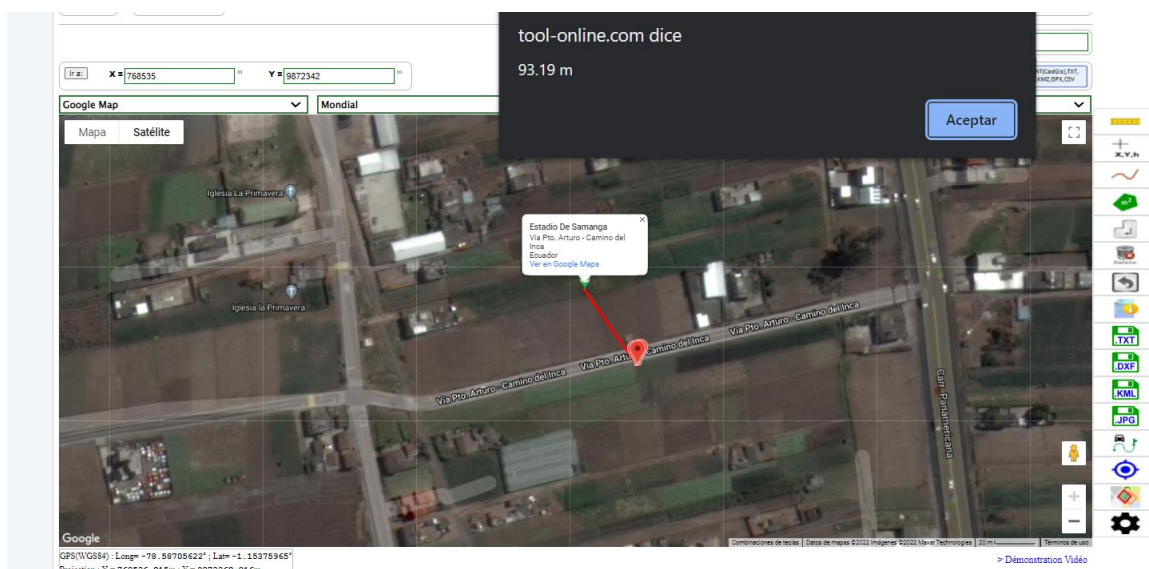 tool-online.com dice
93.19 m
Aceptar
Ir a:
X =
768535
m
Y =
9872342
m
Google Map
Mondial
Mapa
Satélite
X,Y,h
Iglesia La Primavera
m²
Estadio De Samanga
Via Pto. Arturo - Camino del
Inca
Ecuador
Ver en Google Maps
Iglesia la Primavera
Via Pto. Arturo - Camino del Inca
Via Pto. Arturo - Camino del Inca
Via Pto. Arturo - Camino del Inca
Carr. Panamericana
.TXT
.DXF
.KML
.JPG
Google
Combinaciones de teclas
Datos de mapas ©2022 Imágenes ©2022 Maxar Technologies
20 m
Términos de uso
GPS(WGS84) : Long= -78.58705622° ; Lat= -1.15375965°
> Démonstration Vidéo